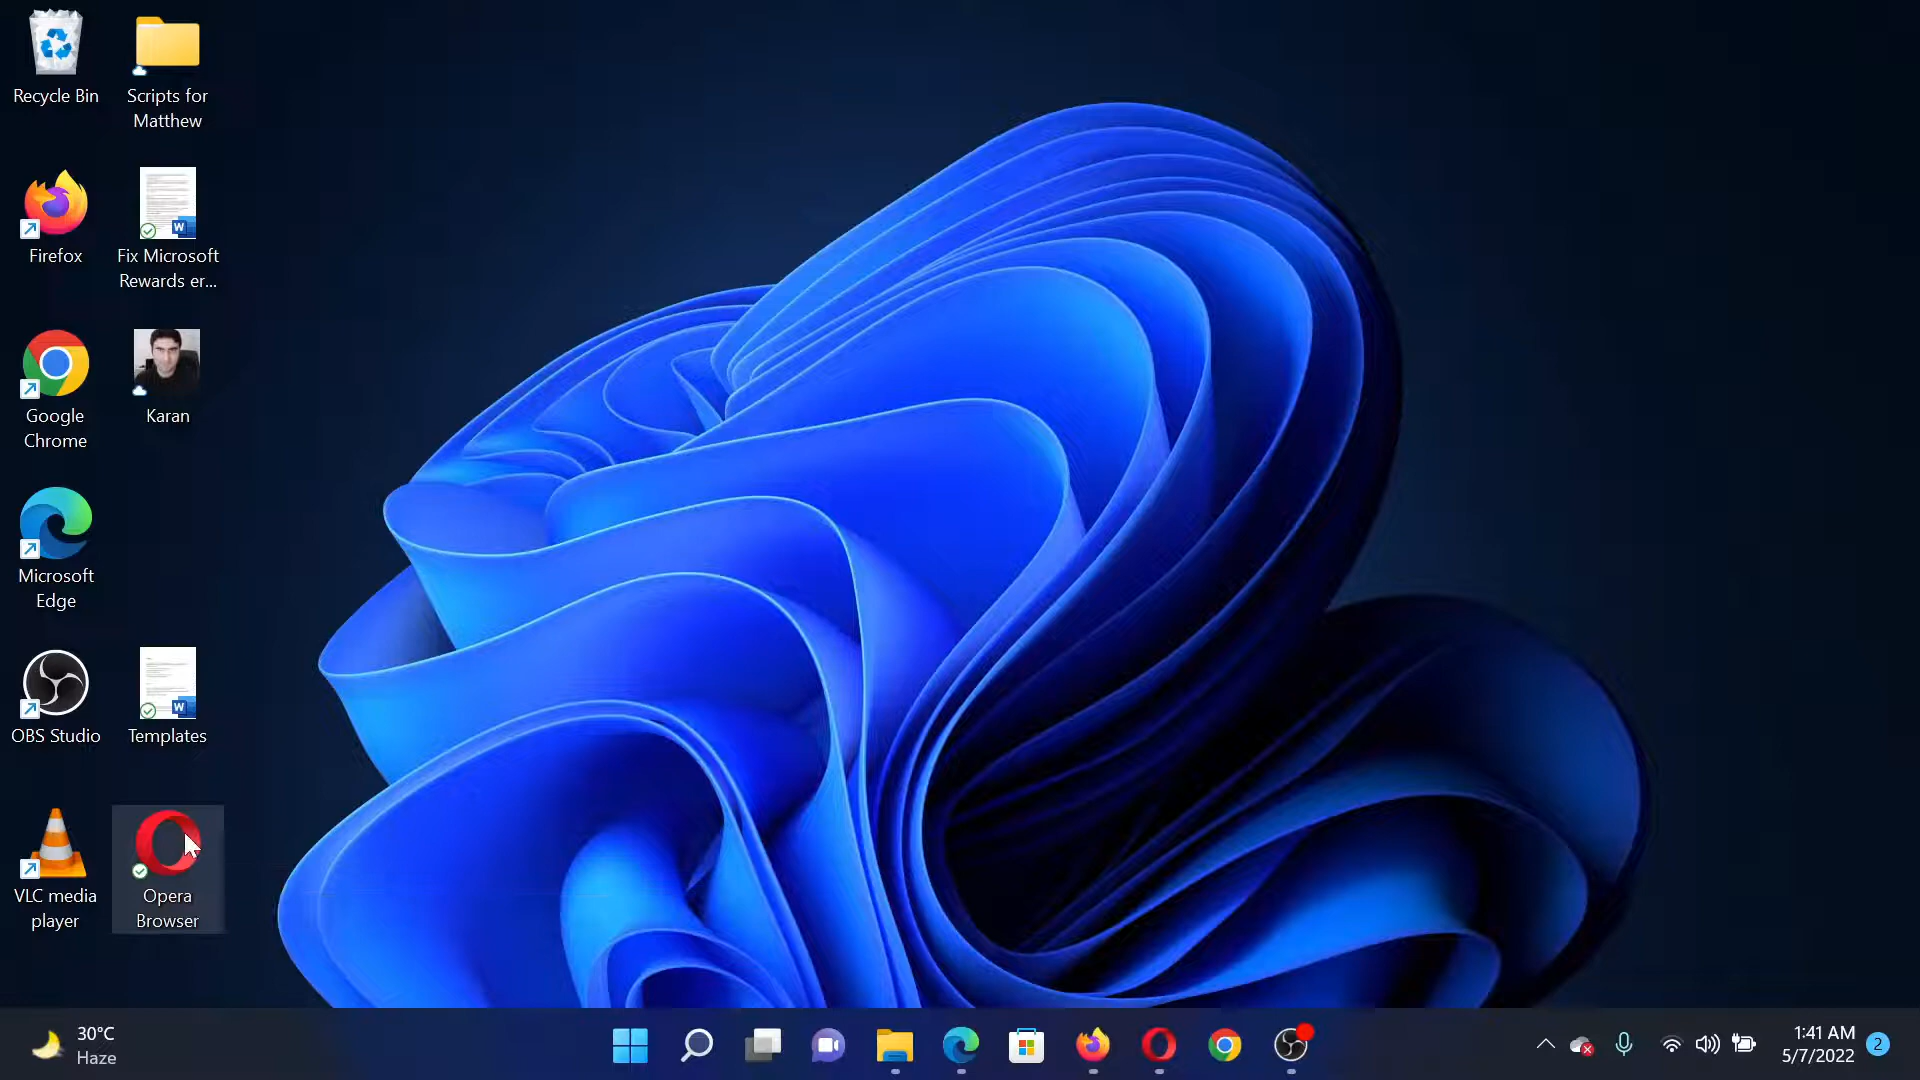 Recycle Bin
Scripts for
Matthew
Firefox
Fix Microsoft
Rewards er...
Google
Chrome
Karan
Microsoft
Edge
OBS Studio
Templates
VLC media
player
Opera
Browser
30°C
Haze
1:41 AM
5/7/2022
2